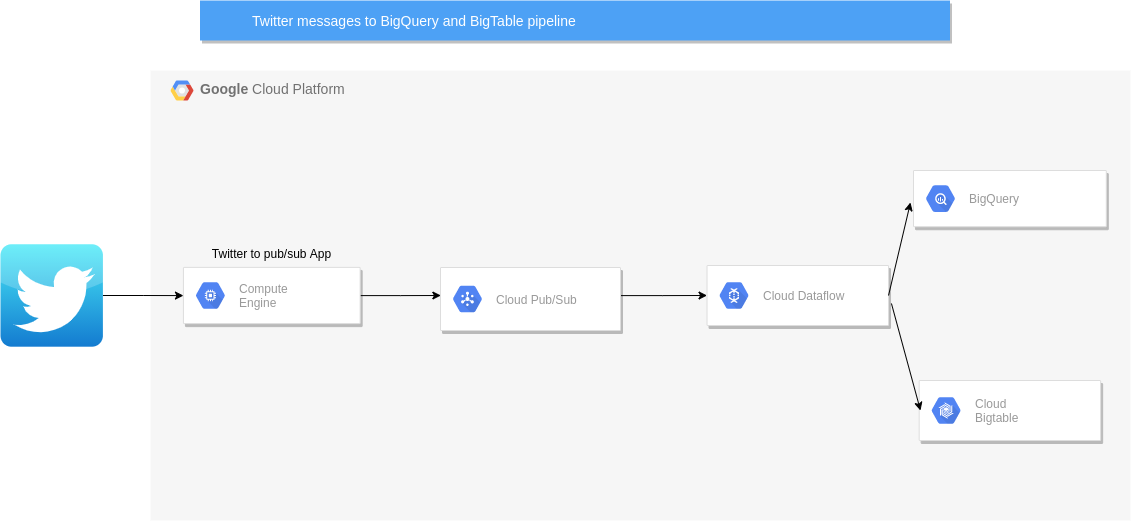 Twitter messages to BigQuery and BigTable pipeline
Google Cloud Platform
Twitter to pub/sub App
Compute
Engine
Cloud Pub/Sub
Cloud Dataflow
BigQuery
Cloud
Bigtable